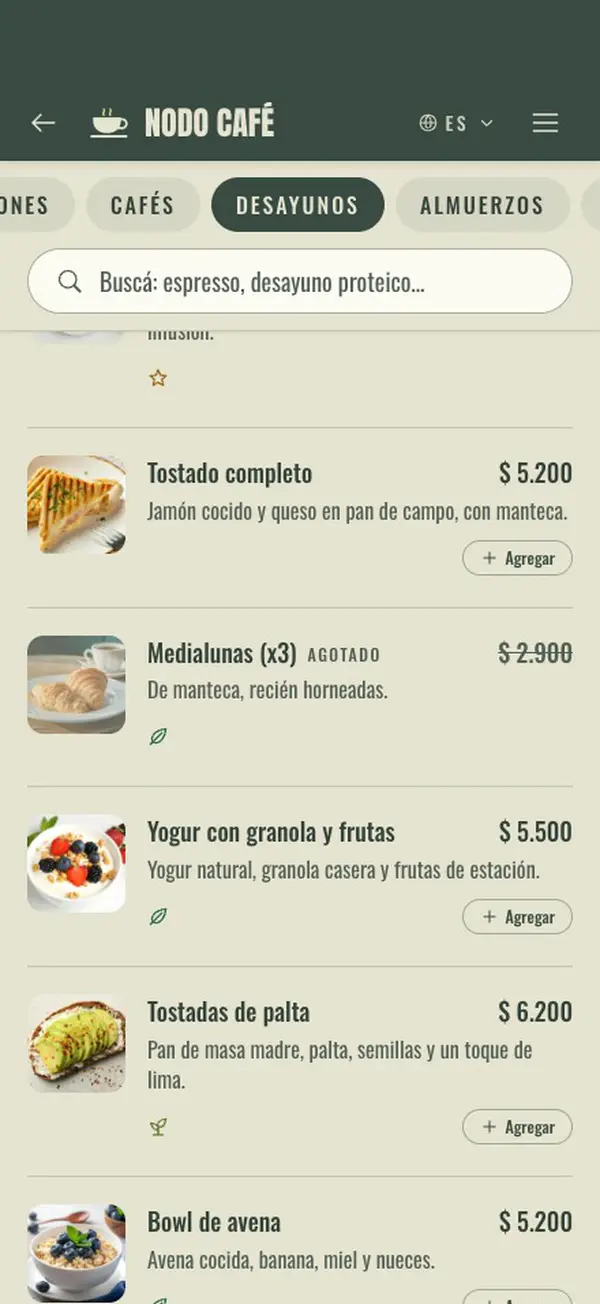 NODO CAFÉ
ES
ONES
CAFÉS
DESAYUNOS
ALMUERZOS
Buscá: espresso, desayuno proteico...
infusión.
Tostado completo
$ 5.200
Jamón cocido y queso en pan de campo, con manteca.
+ Agregar
Medialunas (x3) AGOTADO
$ 2.900
De manteca, recién horneadas.
Yogur con granola y frutas
$ 5.500
Yogur natural, granola casera y frutas de estación.
+ Agregar
Tostadas de palta
$ 6.200
Pan de masa madre, palta, semillas y un toque de
lima.
+ Agregar
Bowl de avena
$ 5.200
Avena cocida, banana, miel y nueces.